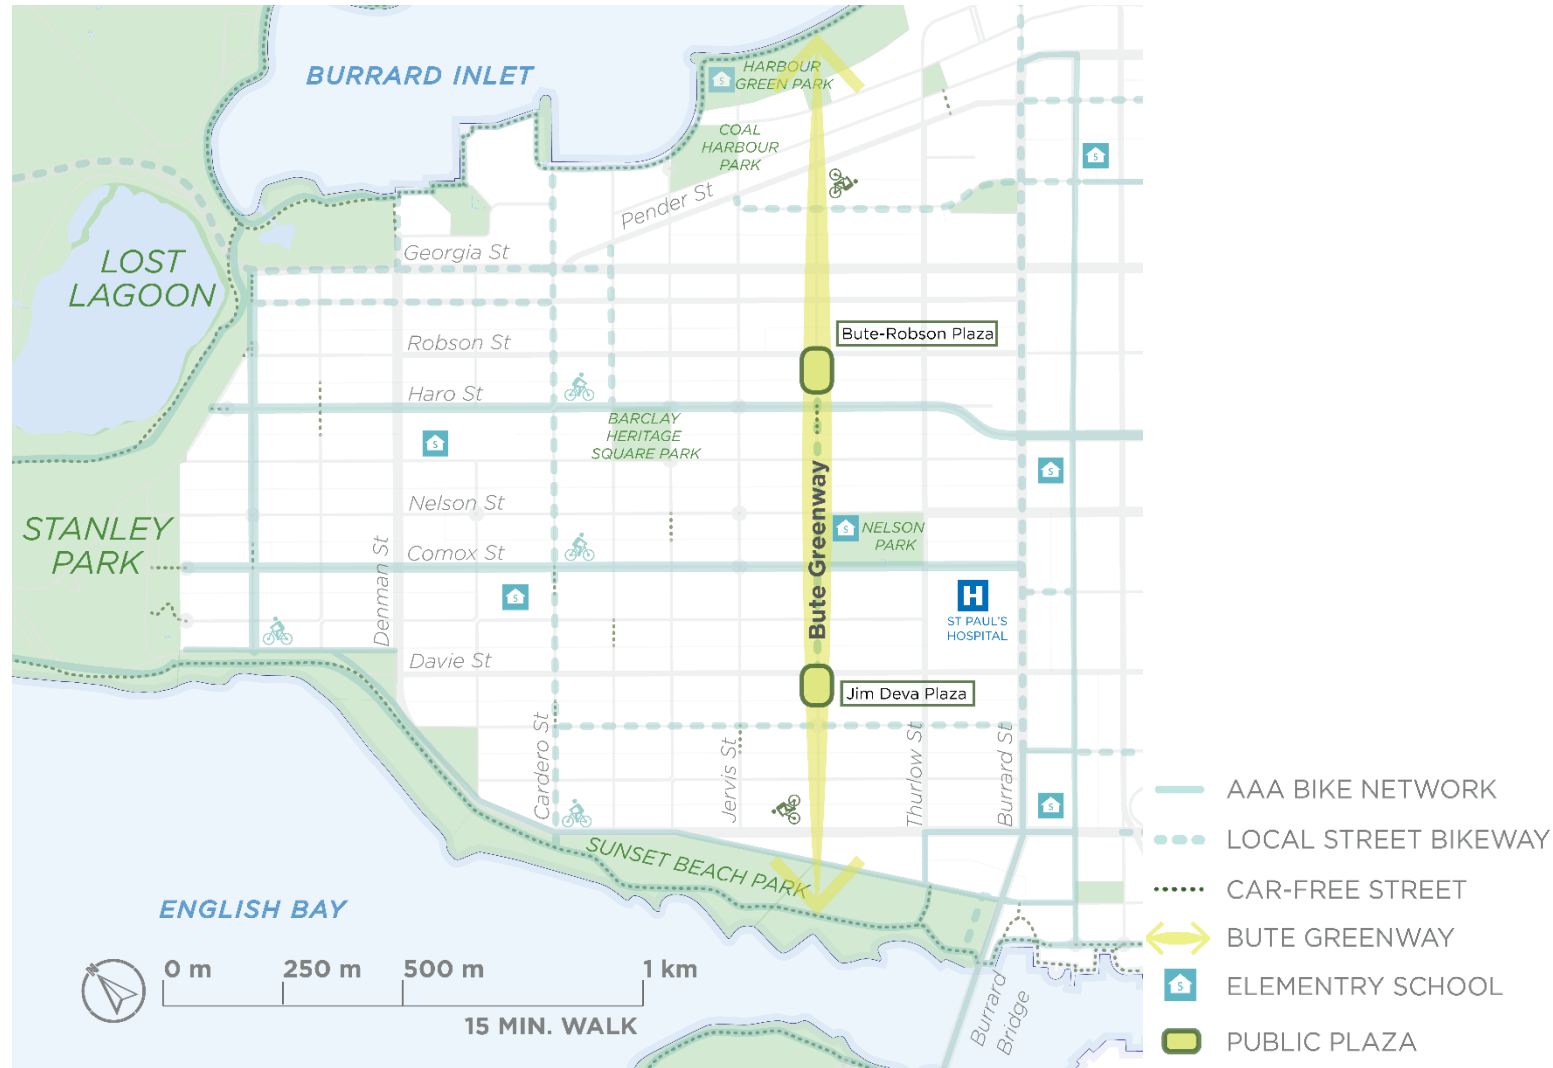 BURRARD INLET
HARBOUR
GREEN PARK
COAL
HARBOUR
PARK
Pender St
Georgia St
LOST
LAGOON
Bute-Robson Plaza
Robson St
Haro St
BARCLAY
HERITAGE
SQUARE PARK
Bute Greenway
Nelson St
NELSON
PARK
STANLEY
PARK
Comox St
Denman St
H
ST PAUL'S
HOSPITAL
Davie St
Jim Deva Plaza
Cardero St
Jervis St
Thurlow St
Burrard St
SUNSET BEACH PARK
ENGLISH BAY
Burrard
Bridge
N
0 m 250 m 500 m 1 km
15 MIN. WALK
AAA BIKE NETWORK
LOCAL STREET BIKEWAY
CAR-FREE STREET
BUTE GREENWAY
S ELEMENTRY SCHOOL
PUBLIC PLAZA